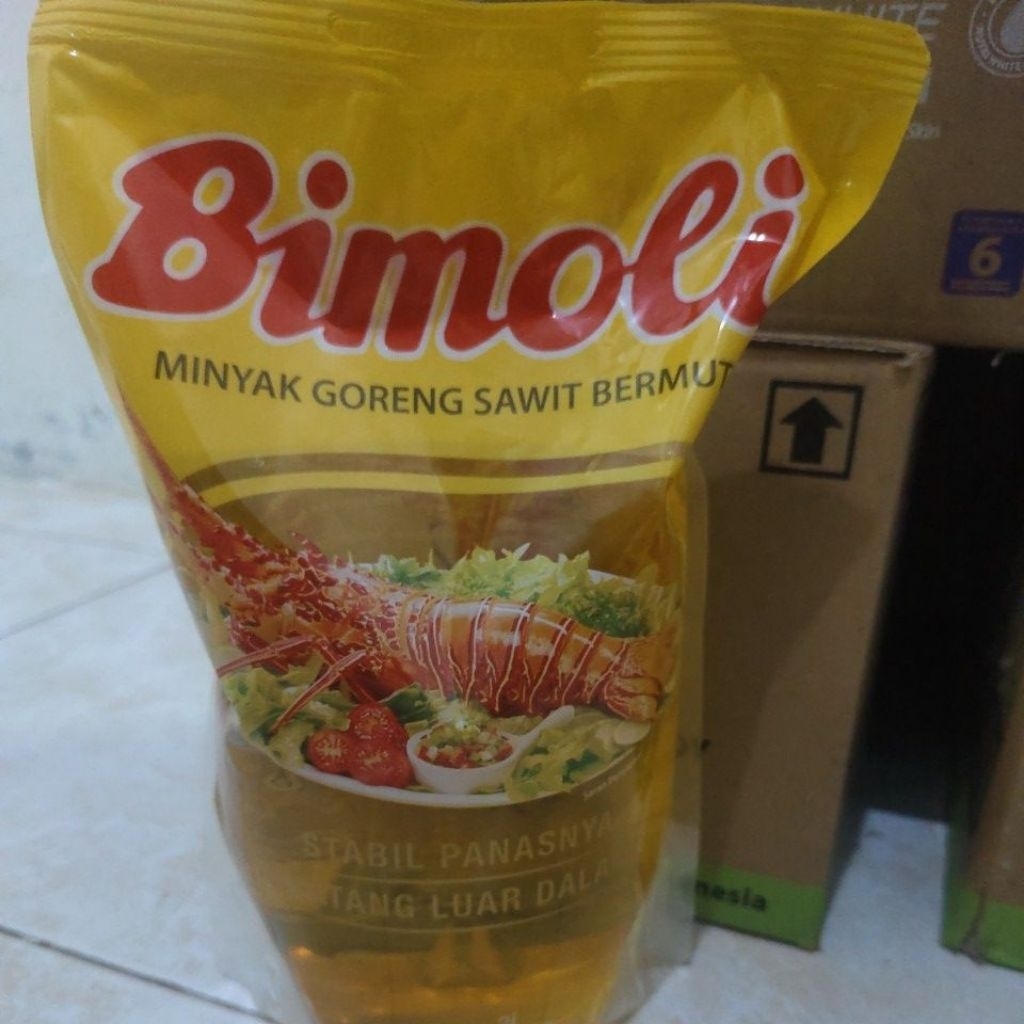 Bimoli
MINYAK GORENG SAWIT BERMUT
STABIL PANASNYA
TANG LUAR DALA
6
nesia